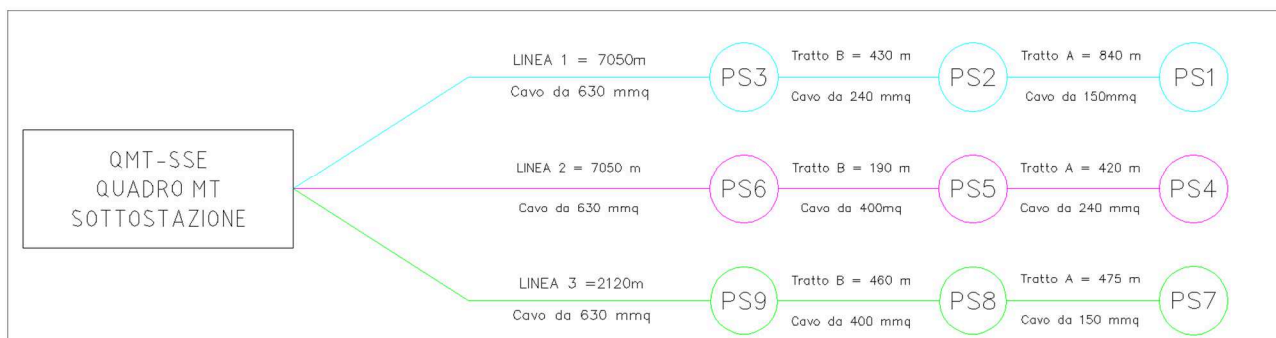 QMT-SSE
QUADRO MT
SOTTOSTAZIONE
LINEA 1 = 7050m
Cavo da 630 mmq
PS3
Tratto B = 430 m
Cavo da 240 mmq
PS2
Tratto A = 840 m
Cavo da 150mmq
PS1
LINEA 2 = 7050 m
Cavo da 630 mmq
PS6
Tratto B = 190 m
Cavo da 400mq
PS5
Tratto A = 420 m
Cavo da 240 mmq
PS4
LINEA 3 =2120m
Cavo da 630 mmq
PS9
Tratto B = 460 m
Cavo da 400 mmq
PS8
Tratto A = 475 m
Cavo da 150 mmq
PS7